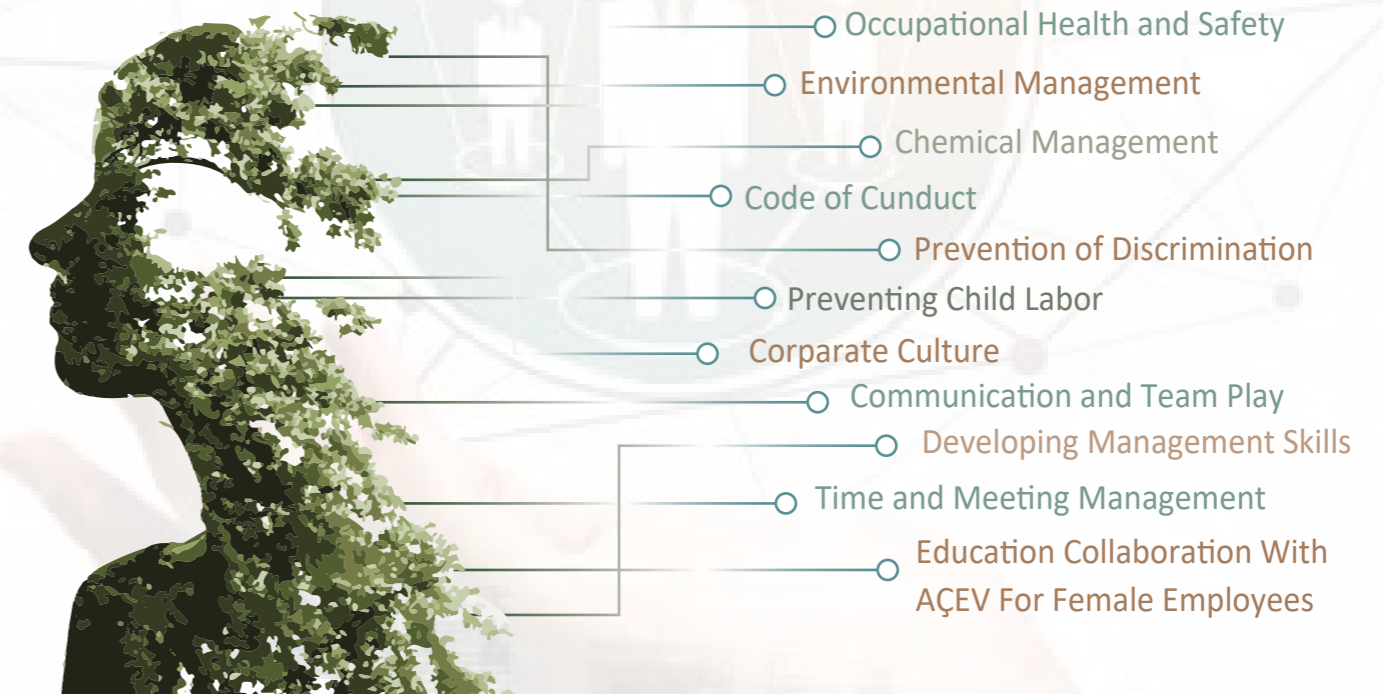 Occupational Health and Safety
Environmental Management
Chemical Management
Code of Cunduct
Prevention of Discrimination
Preventing Child Labor
Corparate Culture
Communication and Team Play
Developing Management Skills
Time and Meeting Management
Education Collaboration With
AÇEV For Female Employees